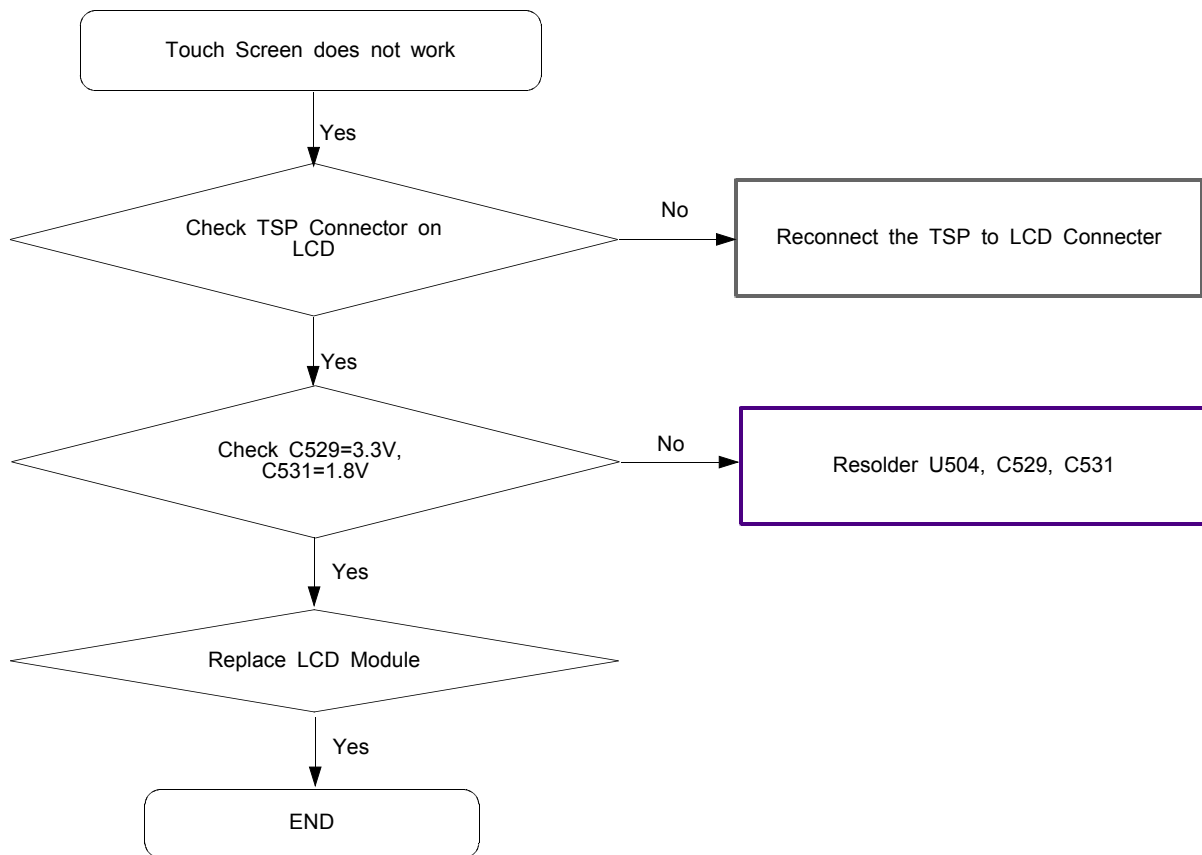 Touch Screen does not work
Yes
Check TSP Connector on
LCD
No
Reconnect the TSP to LCD Connecter
Yes
Check C529=3.3V,
C531=1.8V
No
Resolder U504, C529, C531
Yes
Replace LCD Module
Yes
END